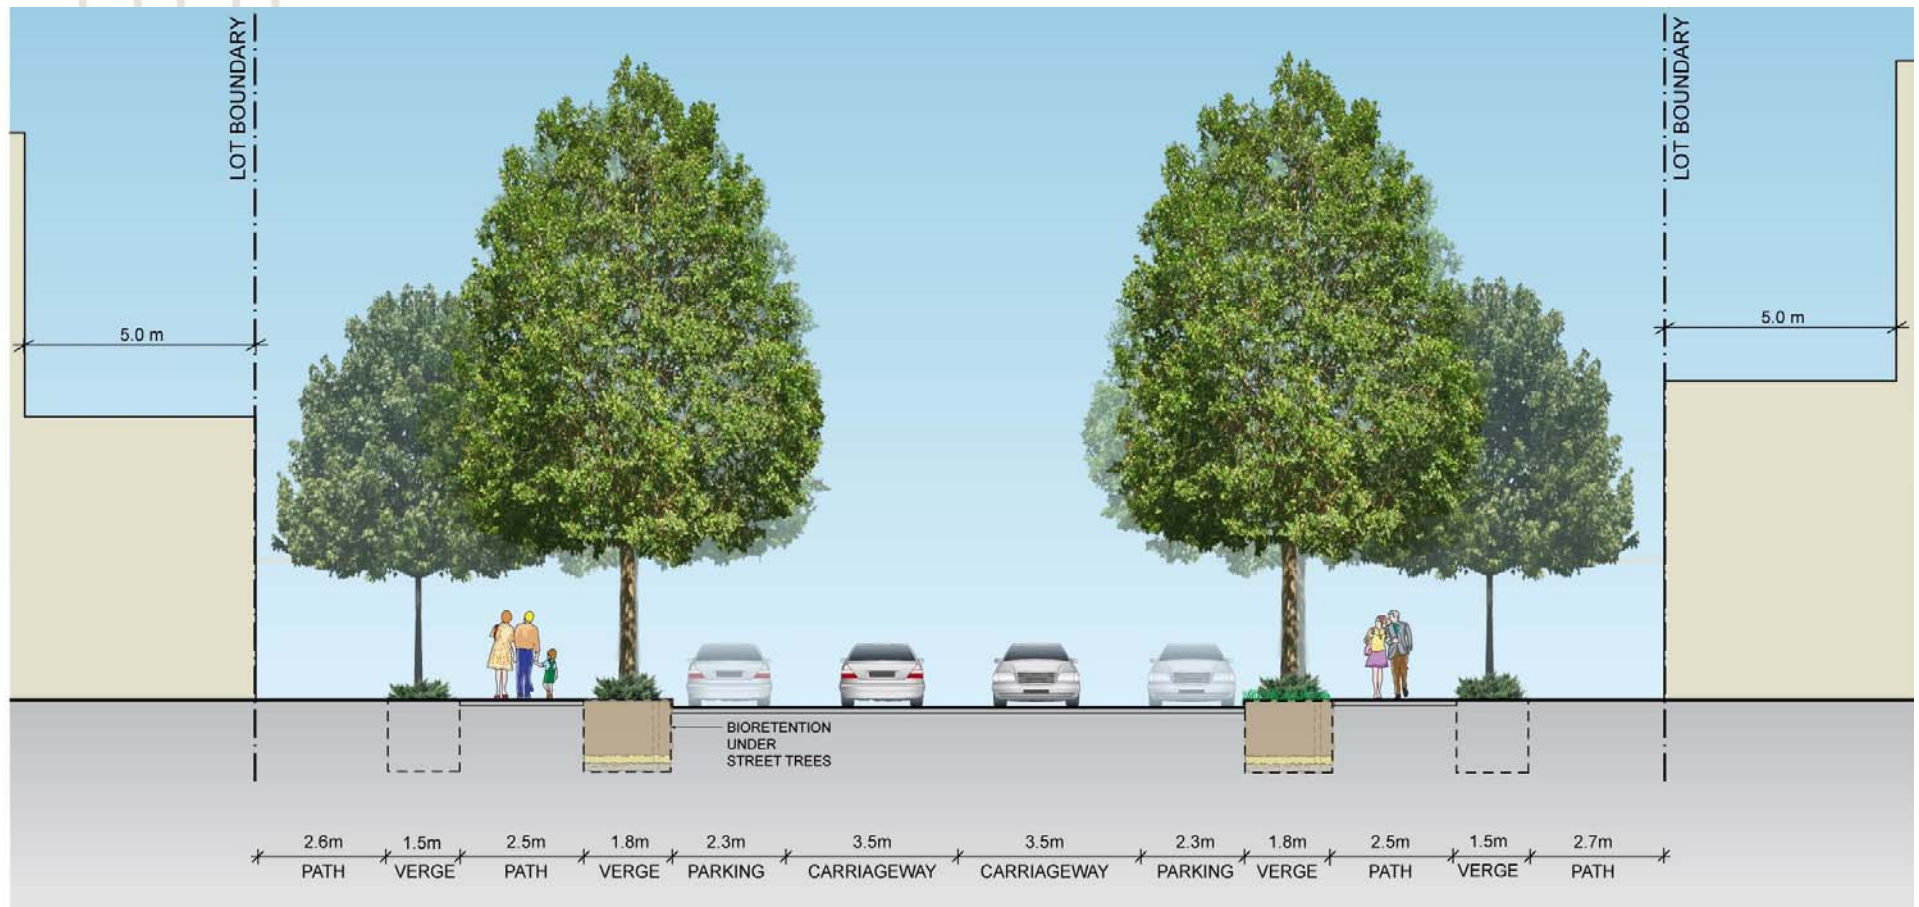 LOT BOUNDARY
LOT BOUNDARY
5.0 m
5.0 m
BIORETENTION
UNDER
STREET TREES
2.6m 1.5m 2.5m 1.8m 2.3m 3.5m 3.5m 2.3m 1.8m 2.5m 1.5m 2.7m
PATH VERGE PATH VERGE PARKING CARRIAGEWAY CARRIAGEWAY PARKING VERGE PATH VERGE PATH